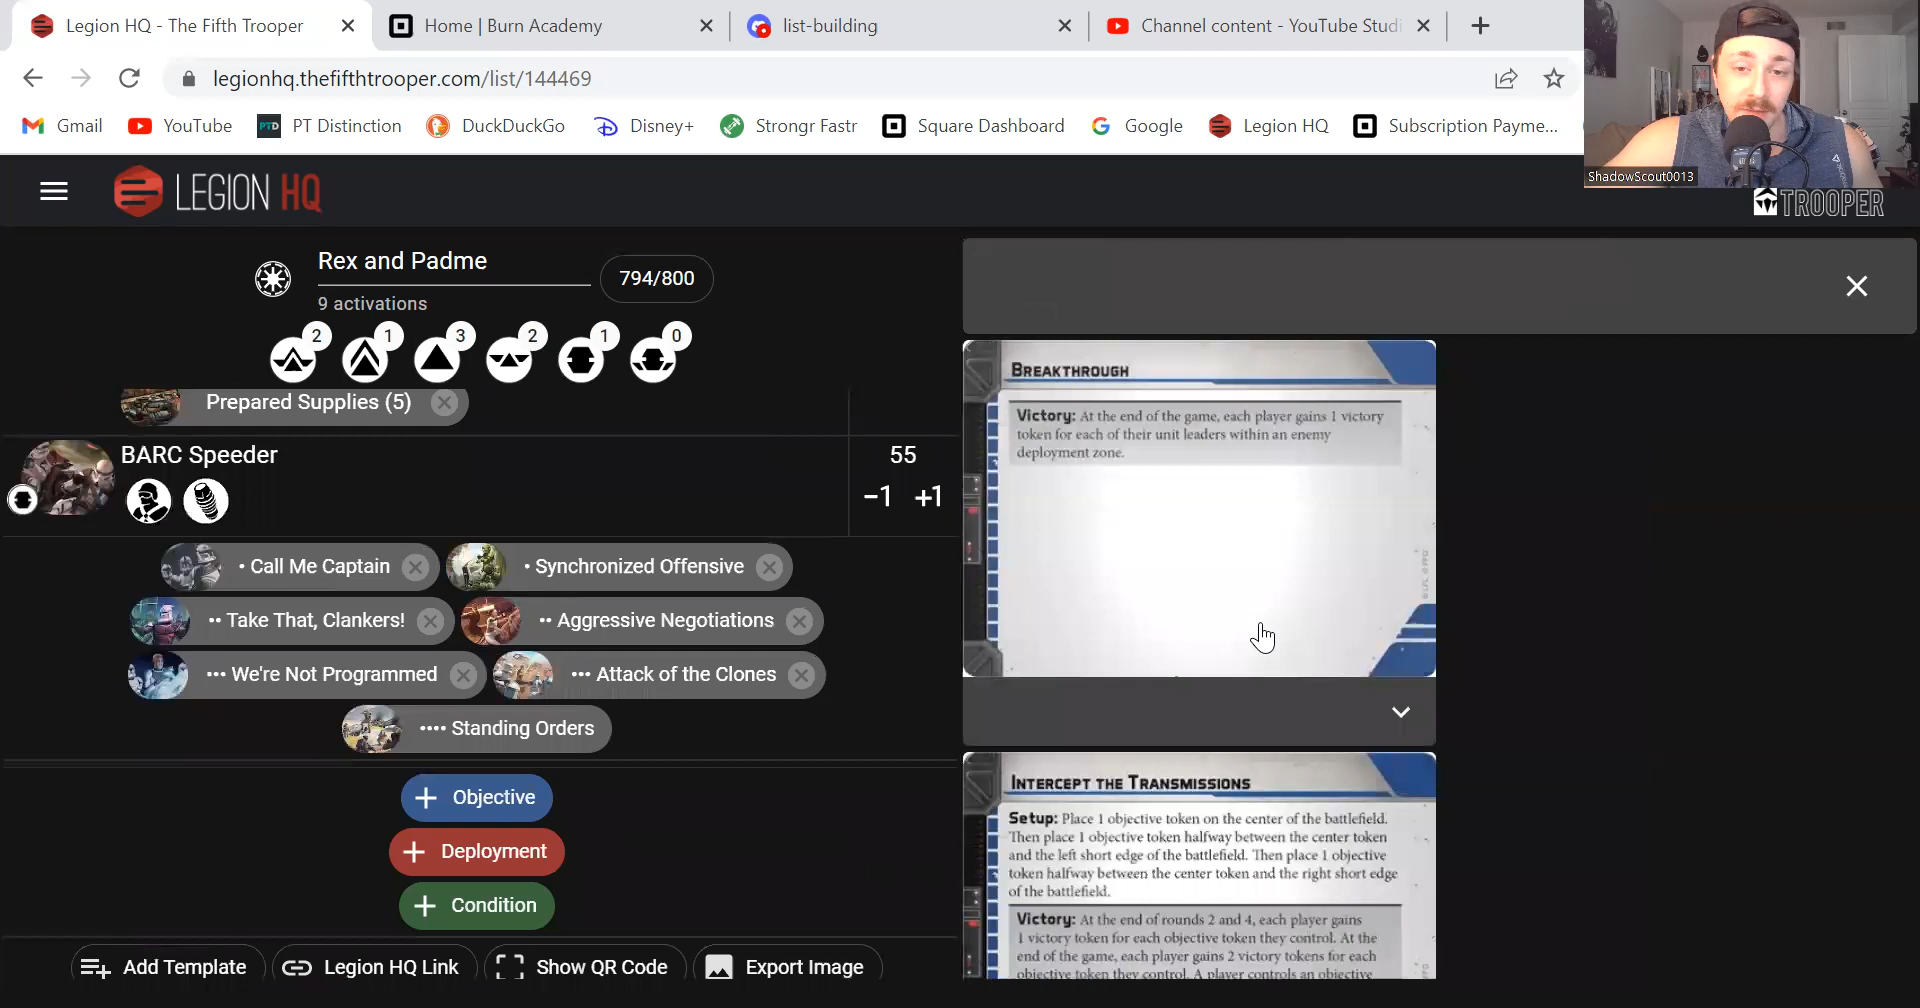 Legion HQ - The Fifth Trooper
Home | Burn Academy
list-building
Channel content - YouTube Studi
legionhq.thefifthtrooper.com/list/144469
Gmail
YouTube
PTD
PT Distinction
DuckDuckGo
Disney+
Strongr Fastr
Square Dashboard
Google
Legion HQ
Subscription Payme...
ShadowScout0013
LEGION HQ
TROOPER
Rex and Padme
794/800
9 activations
2
1
3
2
1
0
Prepared Supplies (5)
BARC Speeder
55
−1 +1
• Call Me Captain
• Synchronized Offensive
•• Take That, Clankers!
•• Aggressive Negotiations
••• We're Not Programmed
••• Attack of the Clones
•••• Standing Orders
Objective
Deployment
Condition
Add Template
Legion HQ Link
Show QR Code
Export Image
Breakthrough
Victory: At the end of the game, each player gains 1 victory
token for each of their unit leaders within an enemy
deployment zone.
Intercept the Transmissions
Setup: Place 1 objective token on the center of the battlefield.
Then place 1 objective token halfway between the center token
and the left short edge of the battlefield. Then place 1 objective
token halfway between the center token and the right short edge
of the battlefield.
Victory: At the end of rounds 2 and 4, each player gains
1 victory token for each objective token they control. At the
end of the game, each player gains 2 victory tokens for each
objective token they control. A player controls an objective